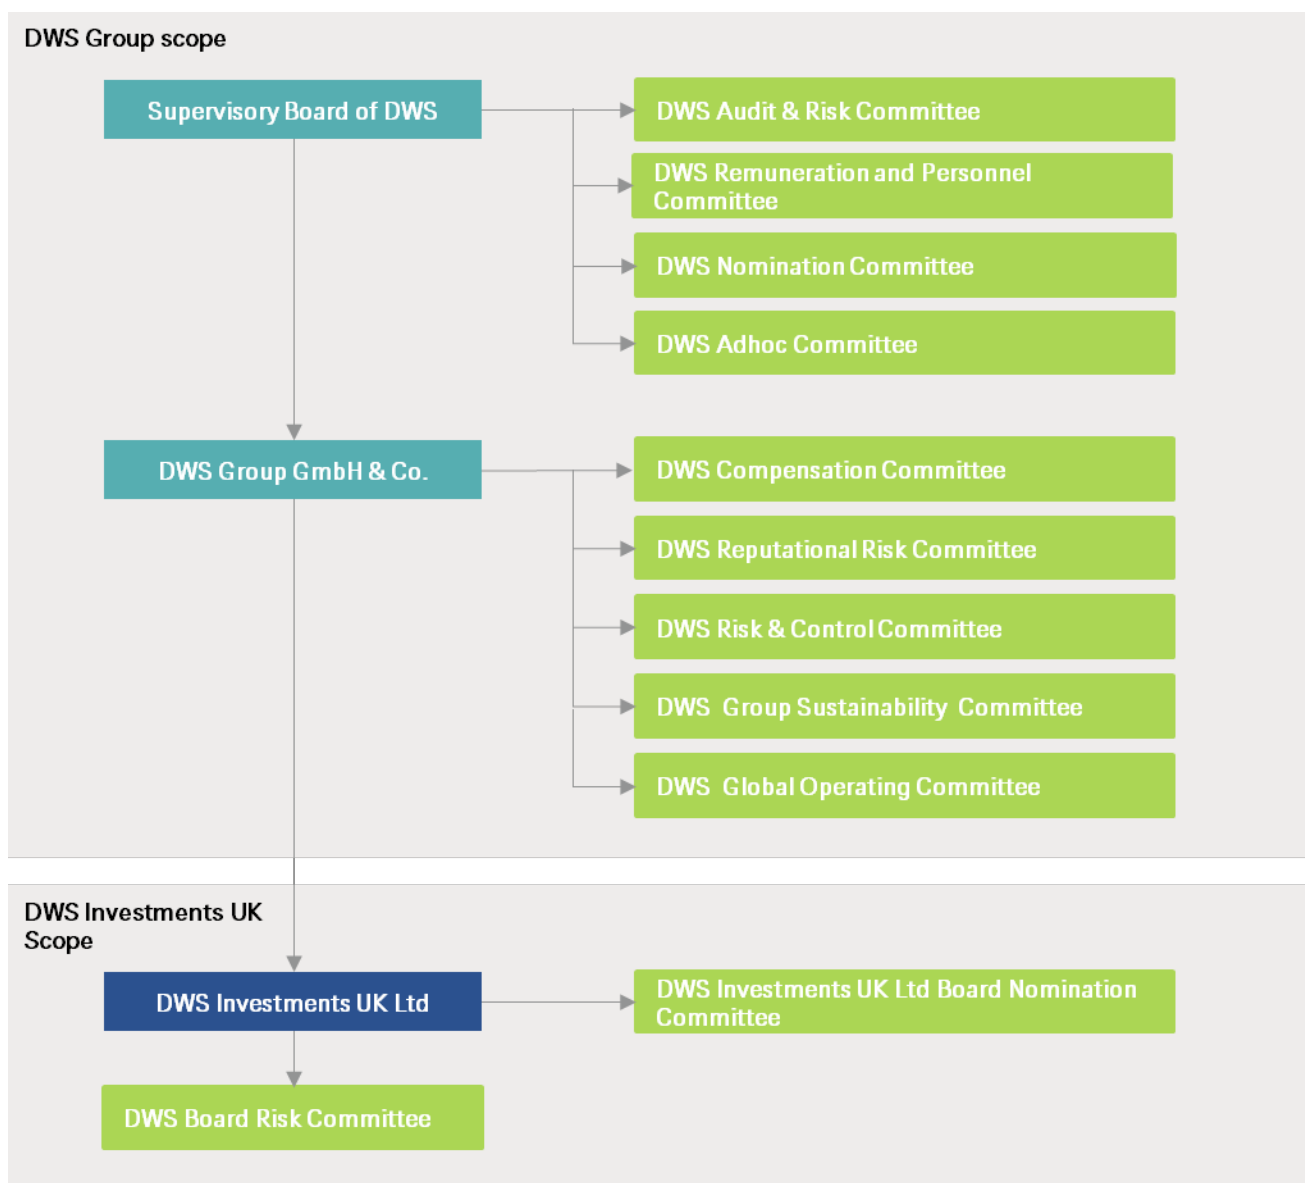 DWS Group scope
Supervisory Board of DWS
DWS Audit & Risk Committee
DWS Remuneration and Personnel
Committee
DWS Nomination Committee
DWS Adhoc Committee
DWS Group GmbH & Co.
DWS Compensation Committee
DWS Reputational Risk Committee
DWS Risk & Control Committee
DWS Group Sustainability Committee
DWS Global Operating Committee
DWS Investments UK
Scope
DWS Investments UK Ltd
DWS Investments UK Ltd Board Nomination
Committee
DWS Board Risk Committee